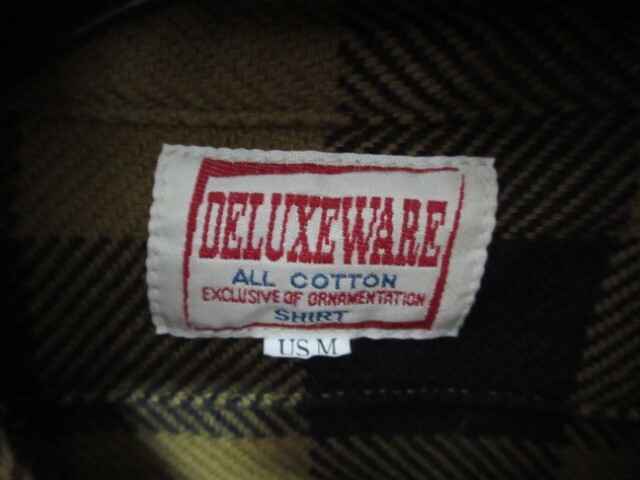 DELUXEWARE
ALL COTTON
EXCLUSIVE OF ORNAMENTATION
SHIRT
US M